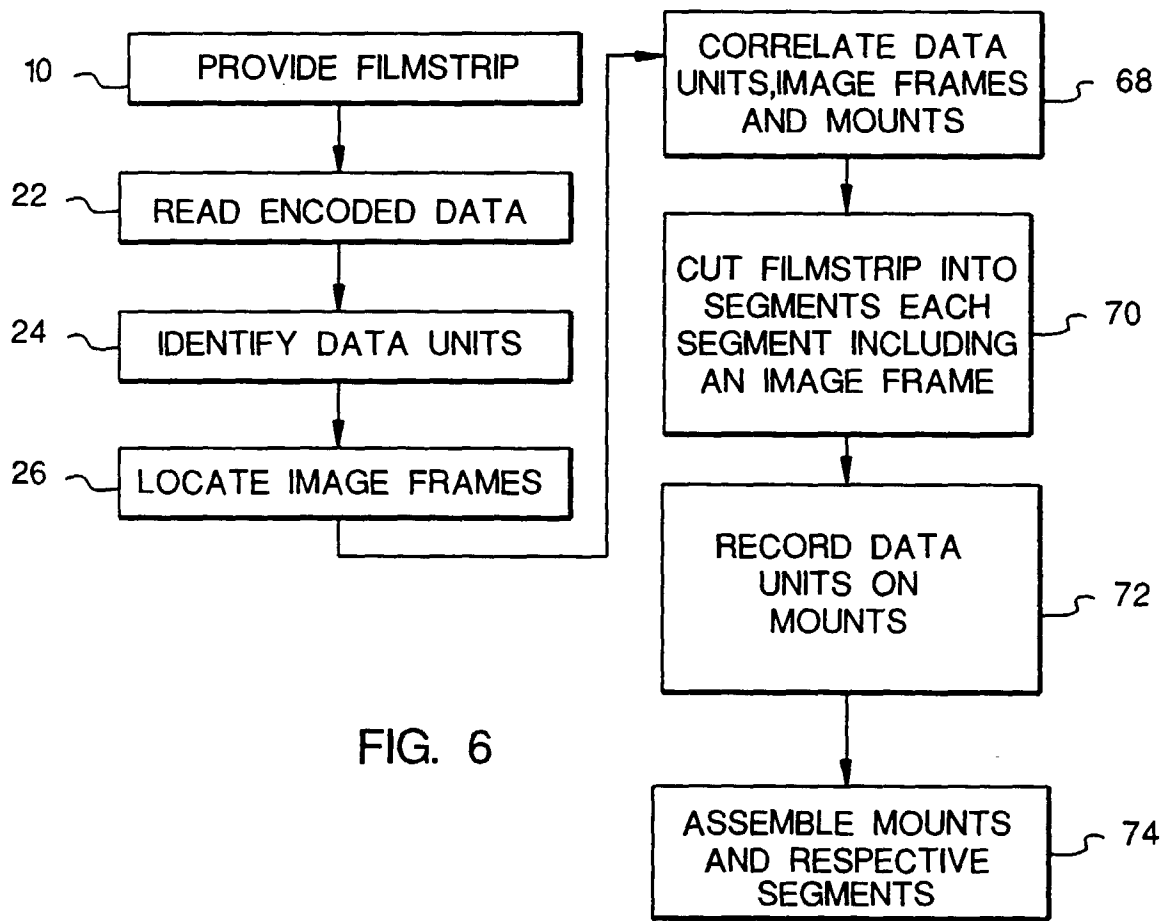 10 PROVIDE FILMSTRIP
22 READ ENCODED DATA
24 IDENTIFY DATA UNITS
26 LOCATE IMAGE FRAMES
CORRELATE DATA
UNITS,IMAGE FRAMES
AND MOUNTS
68
CUT FILMSTRIP INTO
SEGMENTS EACH
SEGMENT INCLUDING
AN IMAGE FRAME
70
RECORD DATA
UNITS ON
MOUNTS
72
ASSEMBLE MOUNTS
AND RESPECTIVE
SEGMENTS
74
FIG. 6